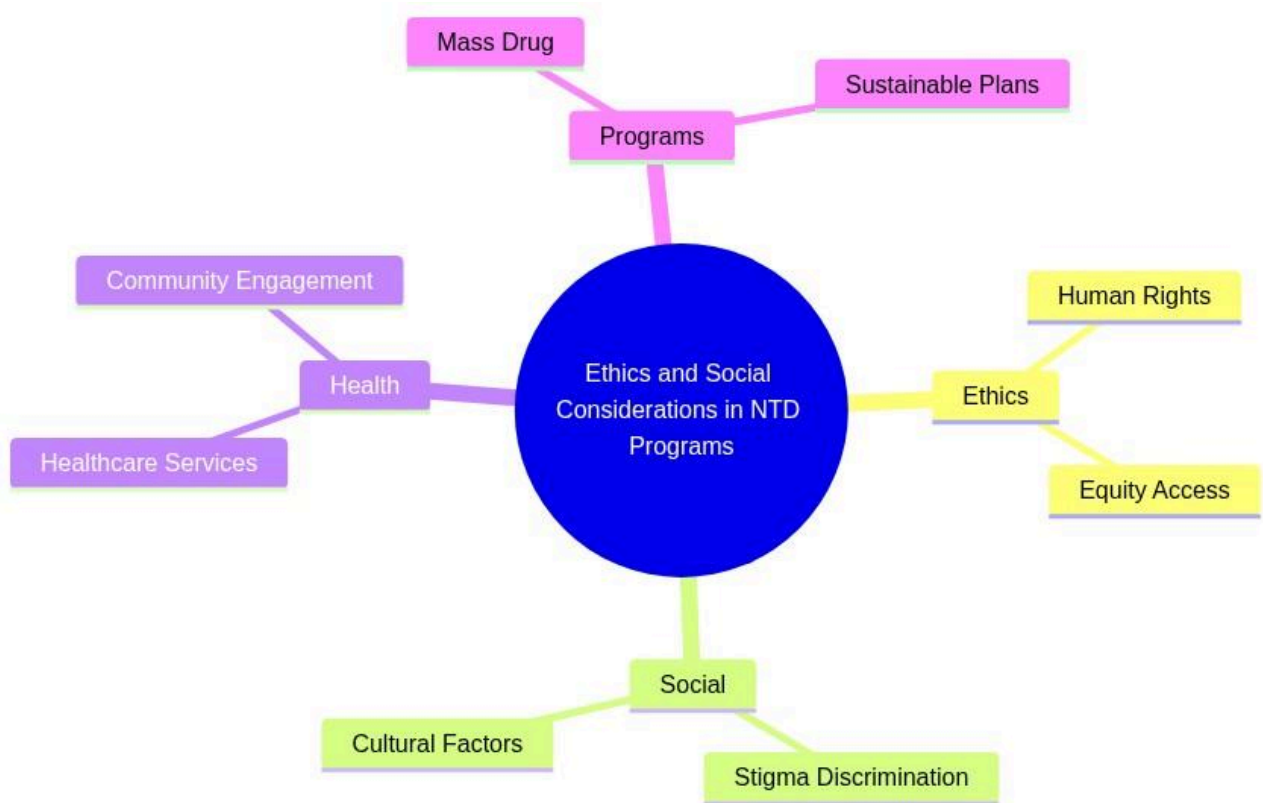 Mass Drug
Sustainable Plans
Programs
Community Engagement
Human Rights
Health
Ethics and Social
Considerations in NTD
Programs
Ethics
Healthcare Services
Equity Access
Social
Cultural Factors
Stigma Discrimination